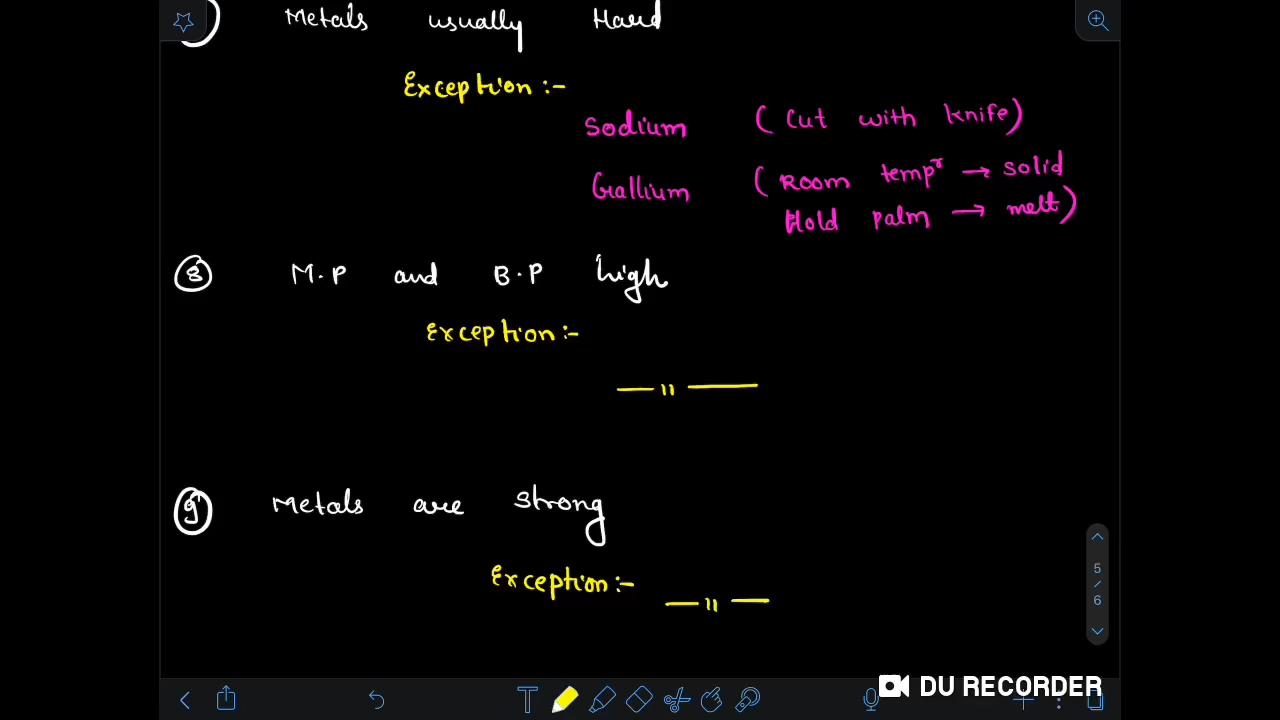 Metals usually Hard
Exception :-
Sodium (Cut with knife)
Gallium (Room tempr → solid
Hold palm → melt)
8 M.P and B.P high
Exception :-
— " —
9 Metals are strong
Exception :- — " —
5
/
6
T
DU RECORDER